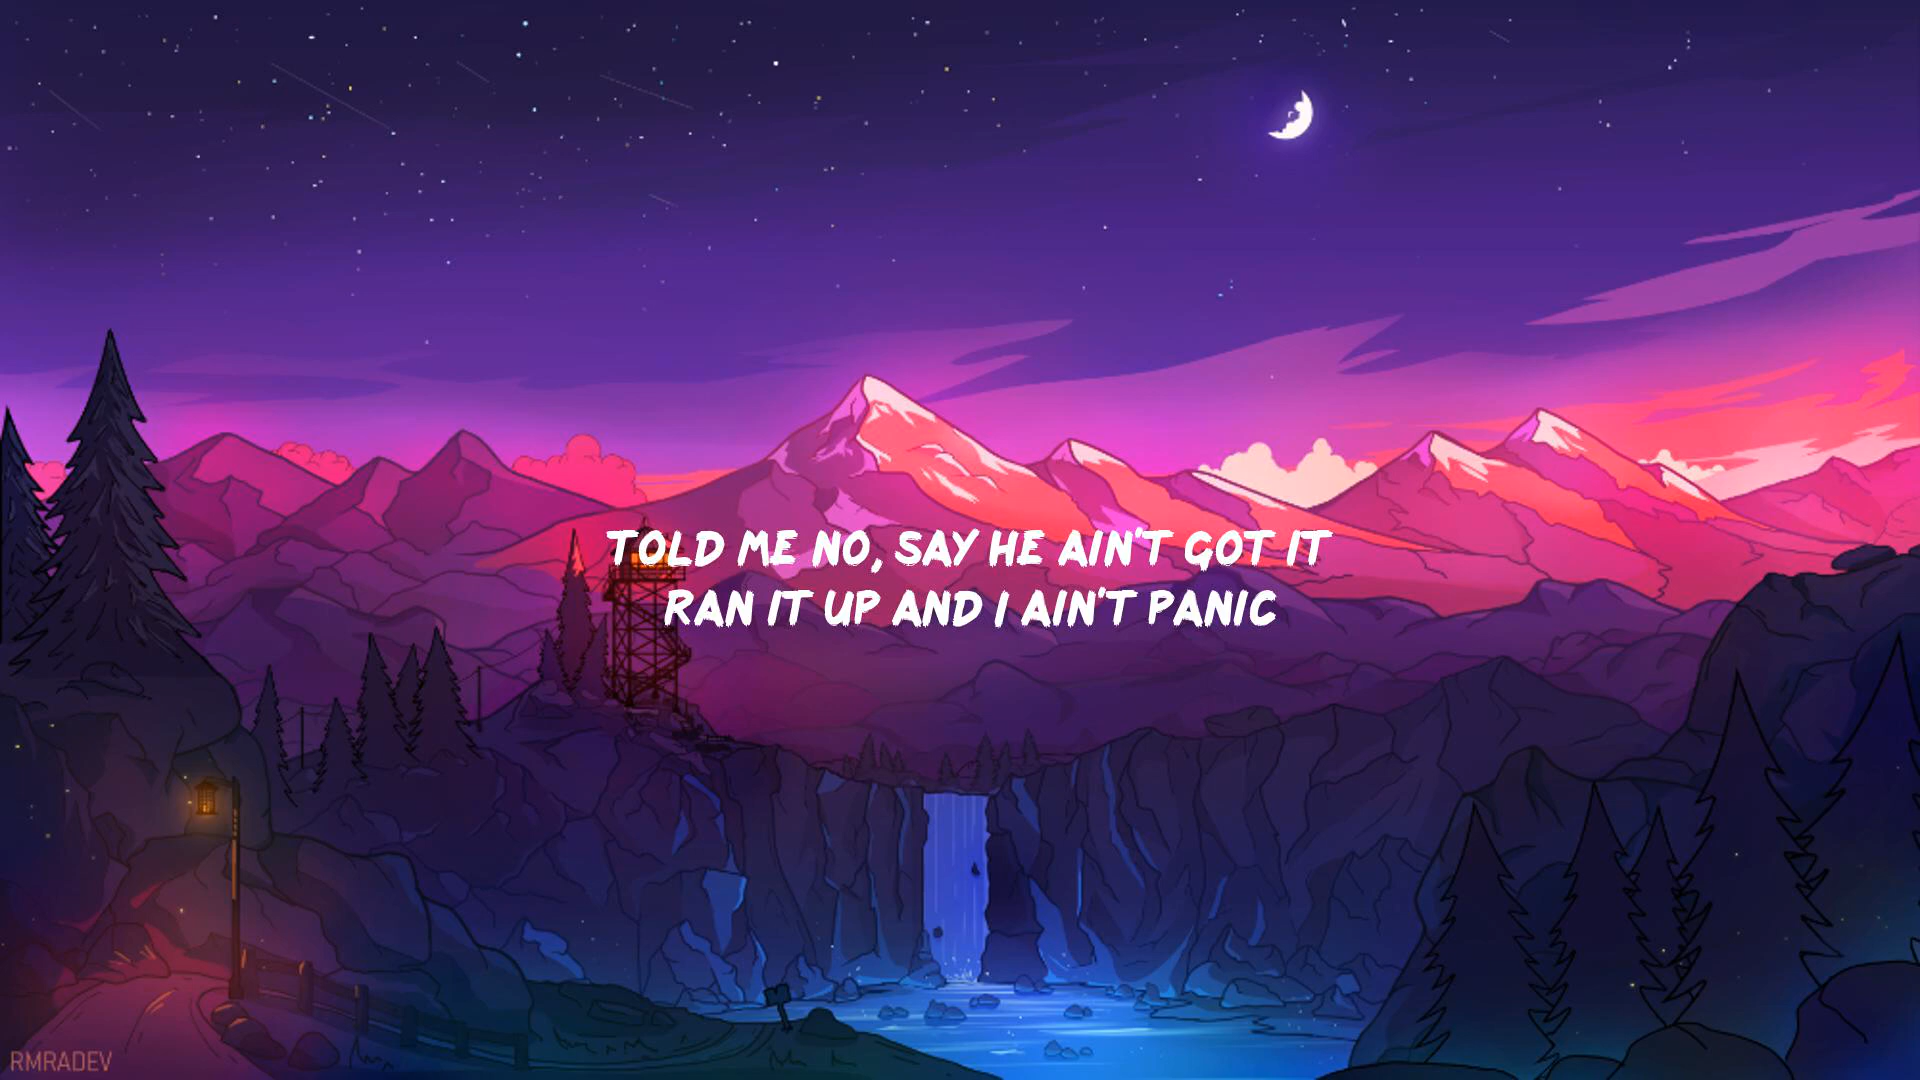 TOLD ME NO, SAY HE AIN'T GOT IT
RAN IT UP AND I AIN'T PANIC
RMRADEV